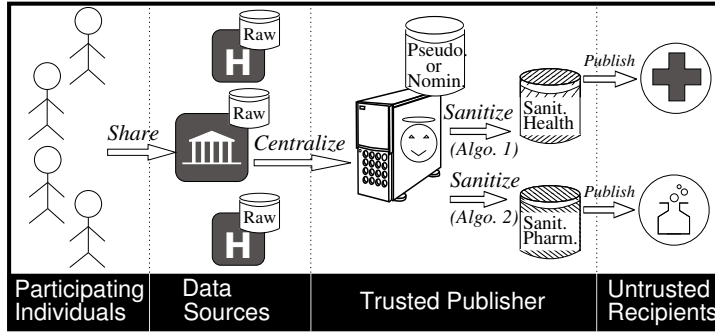 Raw
H
Share
Raw
Centralize
H
Raw
Pseudo.
or
Nomin.
Sanitize
(Algo. 1)
Sanit.
Health
Publish
Sanitize
(Algo. 2)
Sanit.
Pharm.
Publish
Participating
Individuals
Data
Sources
Trusted Publisher
Untrusted
Recipients